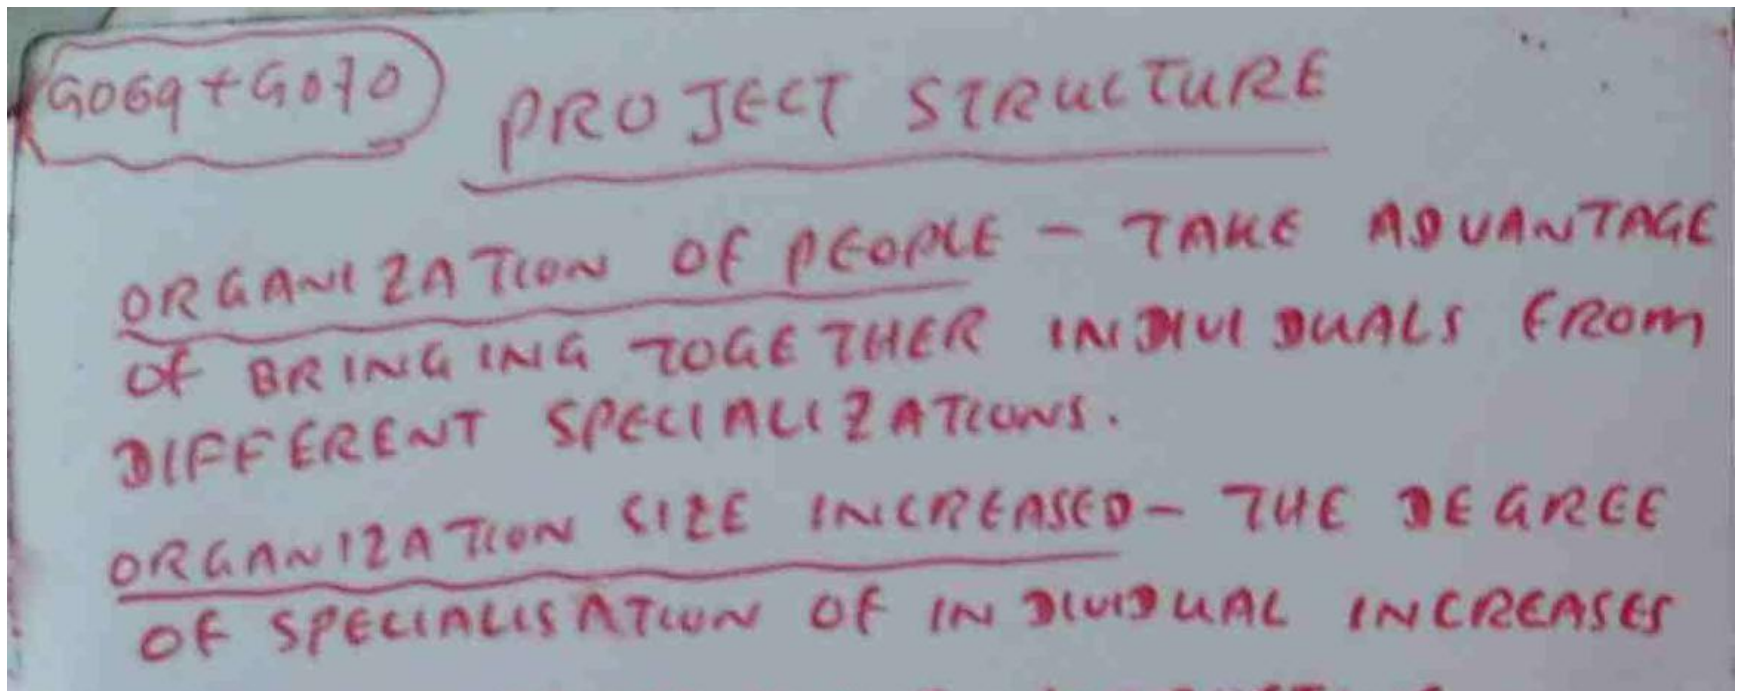 G069+G070
PROJECT STRUCTURE
ORGANIZATION OF PEOPLE - TAKE ADVANTAGE
OF BRINGING TOGETHER INDIVIDUALS FROM
DIFFERENT SPECIALIZATIONS.
ORGANIZATION SIZE INCREASED - THE DEGREE
OF SPECIALISATION OF INDIVIDUAL INCREASES